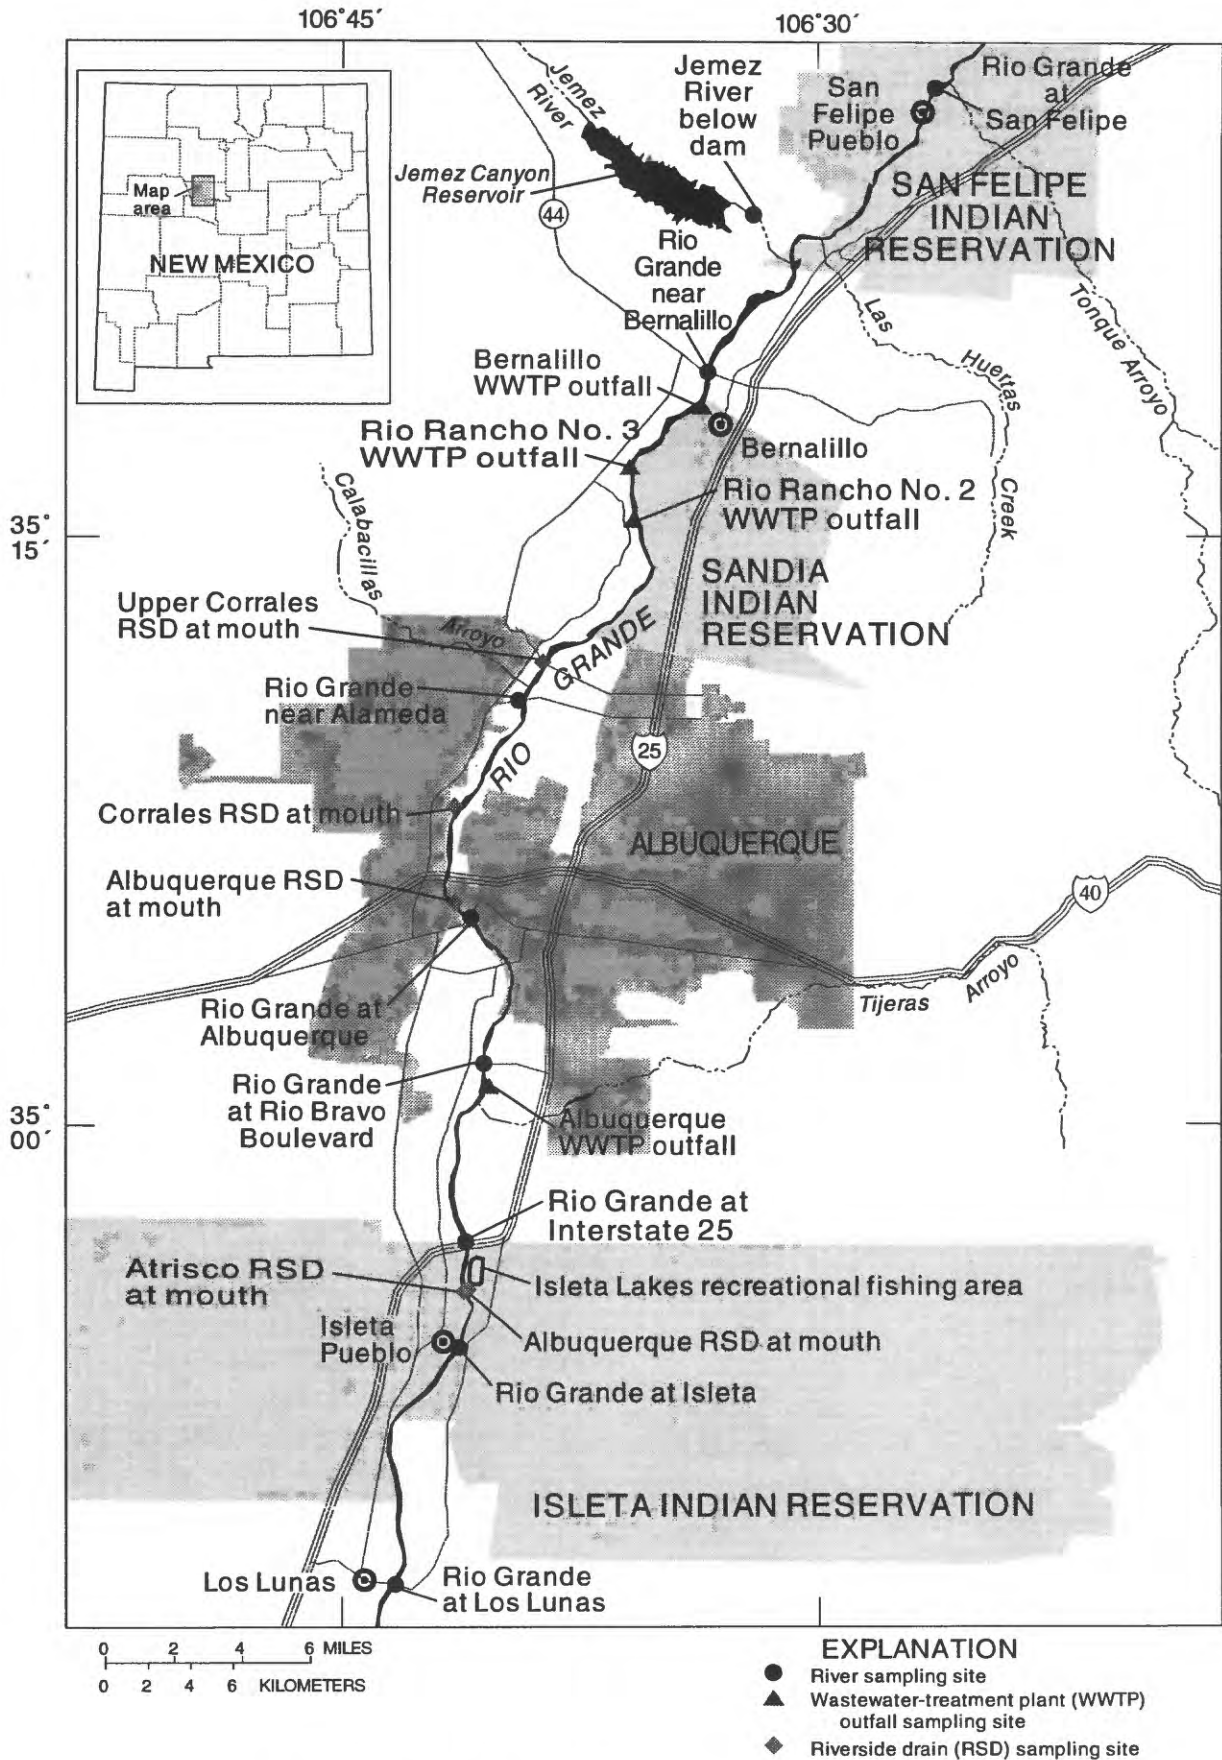 106°45′
106°30′
Map
area
NEW MEXICO
Jemez
River
Jemez Canyon
Reservoir
44
Jemez
River
below
dam
San
Felipe
Pueblo
Rio Grande
at
San Felipe
SAN FELIPE
INDIAN
RESERVATION
Rio
Grande
near
Bernalillo
Las
Huertas
Creek
Tonque Arroyo
Bernalillo
WWTP outfall
Rio Rancho No. 3
WWTP outfall
Bernalillo
Rio Rancho No. 2
WWTP outfall
35°
15′
Calabacillas
Arroyo
SANDIA
INDIAN
RESERVATION
Upper Corrales
RSD at mouth
RIO
GRANDE
Rio Grande
near Alameda
25
Corrales RSD at mouth
ALBUQUERQUE
Albuquerque RSD
at mouth
40
Rio Grande at
Albuquerque
Tijeras
Arroyo
Rio Grande
at Rio Bravo
Boulevard
35°
00′
Albuquerque
WWTP outfall
Rio Grande at
Interstate 25
Atrisco RSD
at mouth
Isleta Lakes recreational fishing area
Isleta
Pueblo
Albuquerque RSD at mouth
Rio Grande at Isleta
ISLETA INDIAN RESERVATION
Los Lunas
Rio Grande
at Los Lunas
0 2 4 6 MILES
0 2 4 6 KILOMETERS
EXPLANATION
River sampling site
Wastewater-treatment plant (WWTP)
outfall sampling site
Riverside drain (RSD) sampling site